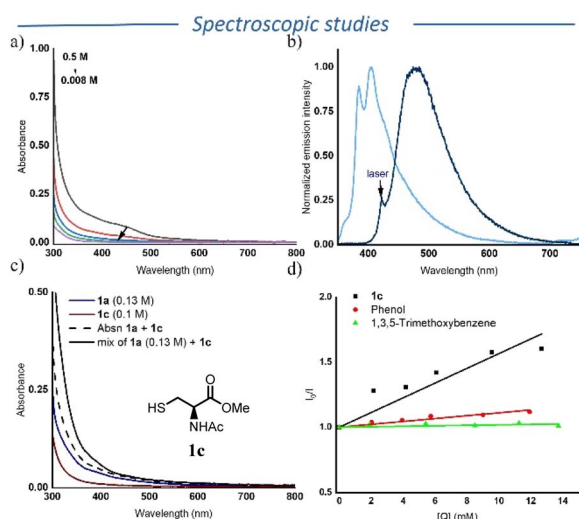 Spectroscopic studies
a)
0.5 M
0.008 M
Absorbance
1.00
0.75
0.50
0.25
0.00
300 400 500 600 700 800
Wavelength (nm)
b)
laser
Normalized emission intensity
1.00
0.75
0.50
0.25
0.00
400 500 600 700
Wavelength (nm)
c)
1a (0.13 M)
1c (0.1 M)
Absn 1a + 1c
mix of 1a (0.13 M) + 1c
HS
O
OMe
NHAc
1c
Absorbance
0.50
0.25
0.00
300 400 500 600 700 800
Wavelength (nm)
d)
1c
Phenol
1,3,5-Trimethoxybenzene
I₀/I
2.0
1.5
1.0
0.5
0 2 4 6 8 10 12 14
[Q] (mM)